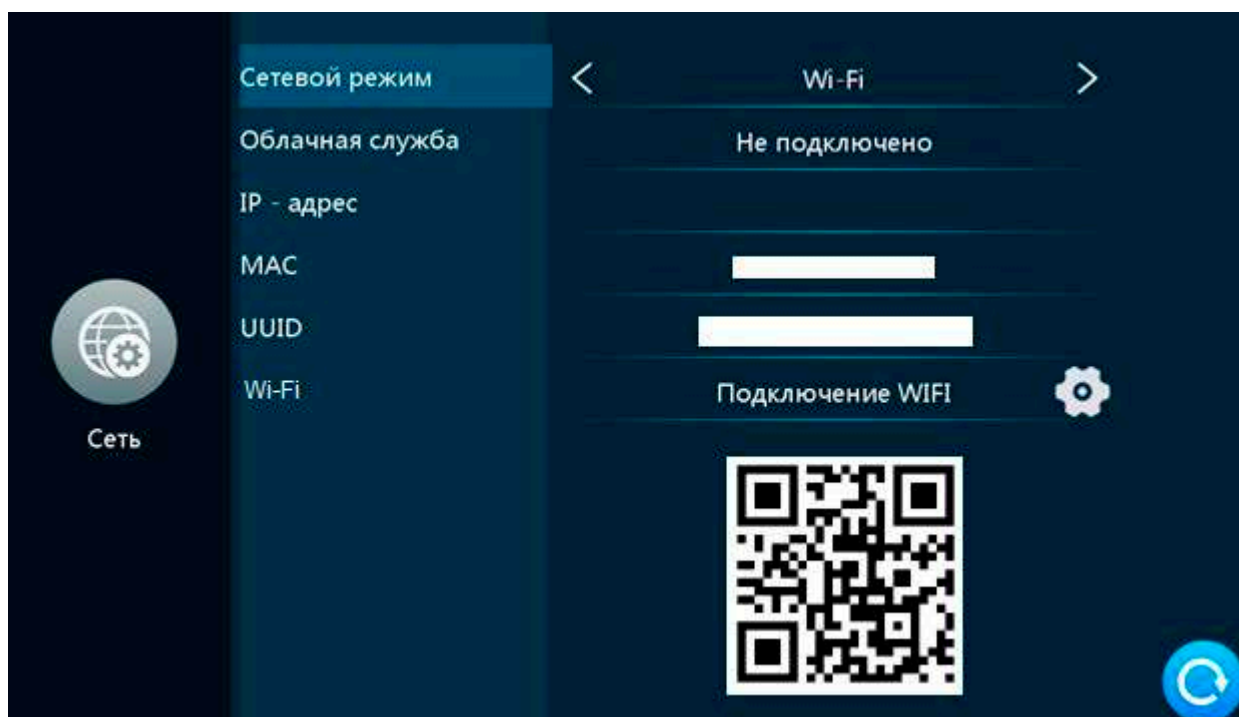 Сетевой режим
Wi-Fi
Облачная служба
Не подключено
IP - адрес
MAC
UUID
Wi-Fi
Подключение WIFI
Сеть